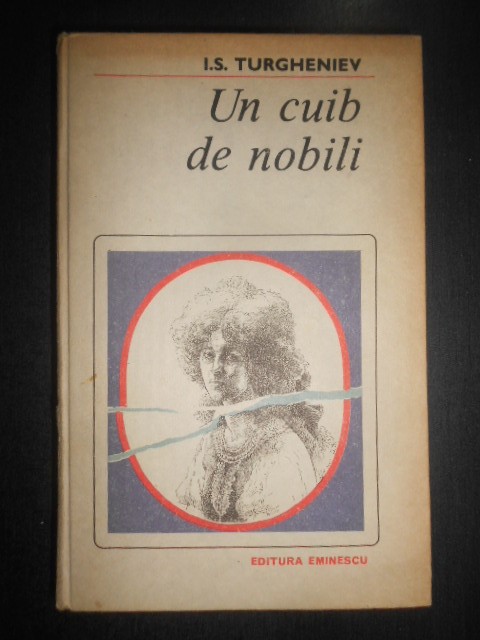 I.S. TURGHENIEV
Un cuib
de nobili
EDITURA EMINESCU